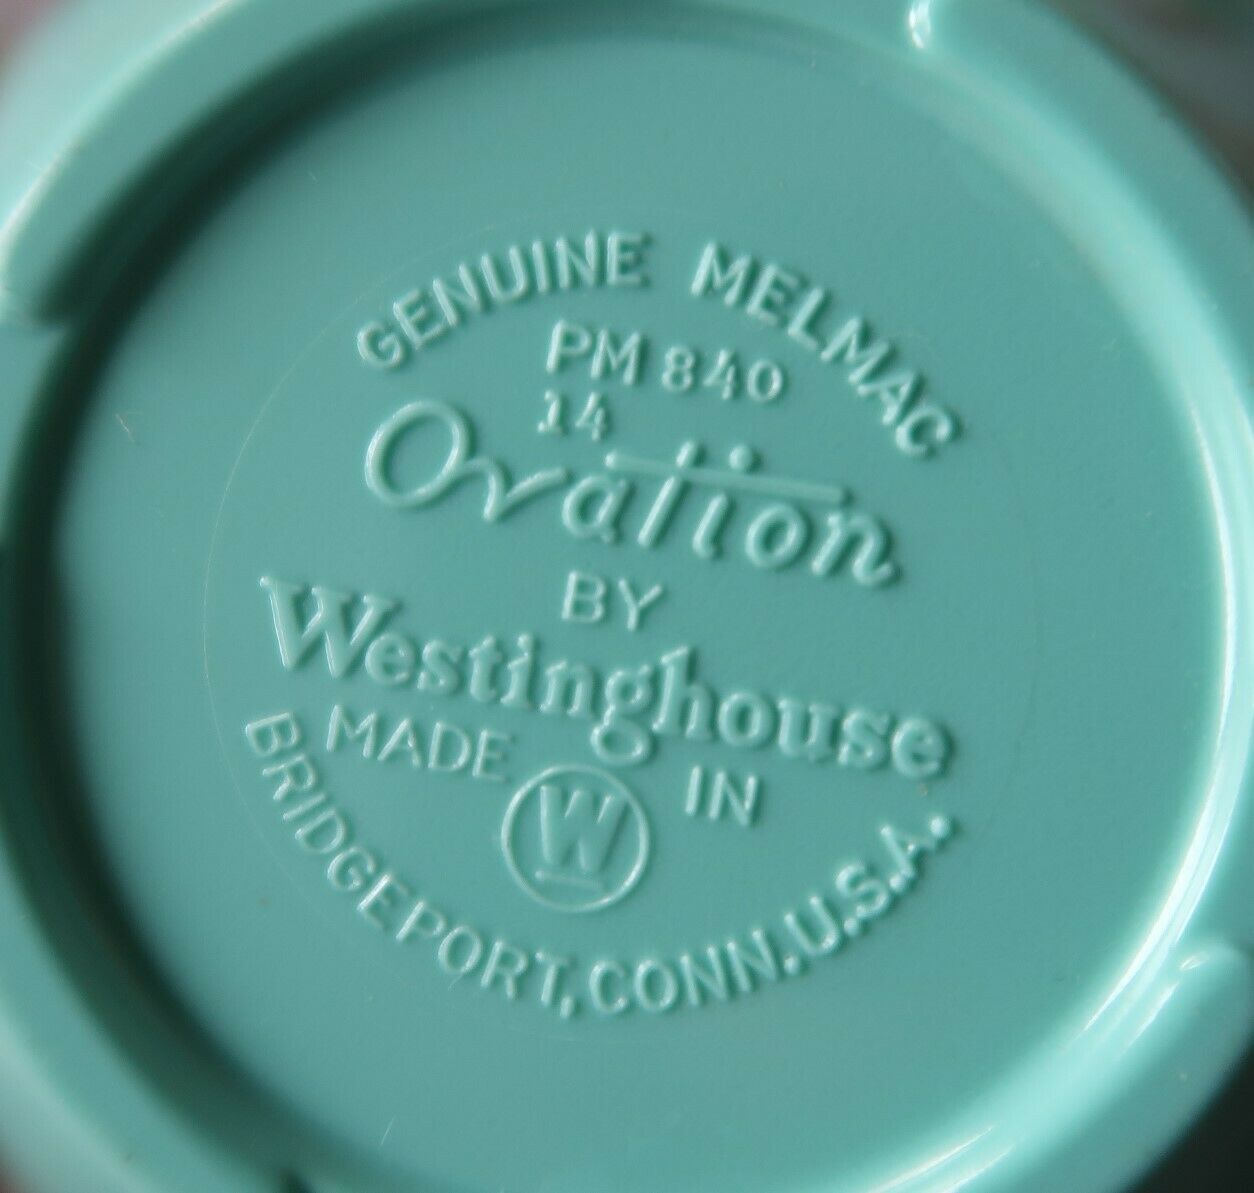 GENUINE MELMAC
PM 840
14
Ovation
BY
Westinghouse
MADE IN
W
BRIDGEPORT, CONN. U.S.A.